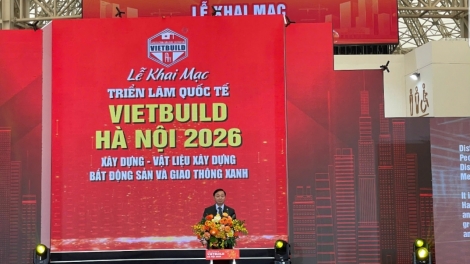 LỄ KHAI MẠC
VIETBUILD
Lễ Khai Mạc
TRIỂN LÃM QUỐC TẾ
VIETBUILD
HÀ NỘI 2026
XÂY DỰNG - VẬT LIỆU XÂY DỰNG
BẤT ĐỘNG SẢN VÀ GIAO THÔNG XANH
VIETBUILD